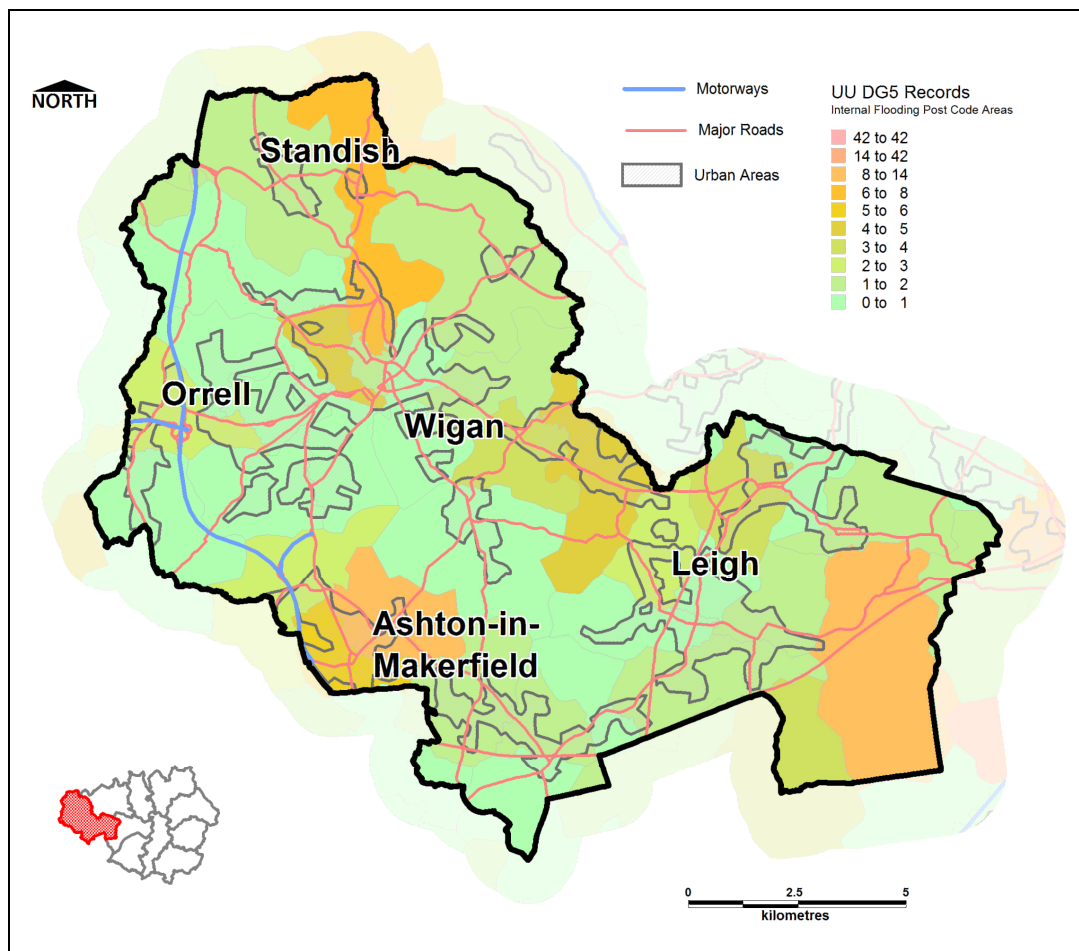 NORTH
Motorways
Major Roads
Urban Areas
UU DG5 Records
Internal Flooding Post Code Areas
42 to 42
14 to 42
8 to 14
6 to 8
5 to 6
4 to 5
3 to 4
2 to 3
1 to 2
0 to 1
Standish
Orrell
Wigan
Leigh
Ashton-in-
Makerfield
0 2.5 5
kilometres